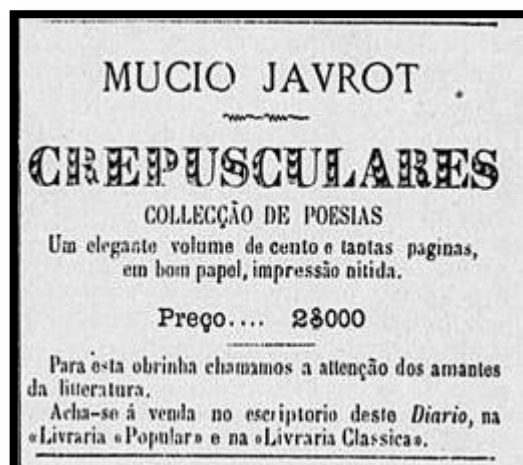 MUCIO JAVROT
CREPUSCULARES
COLLECÇÃO DE POESIAS
Um elegante volume de cento e tantas paginas,
em bom papel, impressão nitida.
Preço.... 2$000
Para esta obrinha chamamos a attenção dos amantes
da litteratura.
Acha-se á venda no escriptorio deste Diario, na
«Livraria «Popular» e na «Livraria Classica».